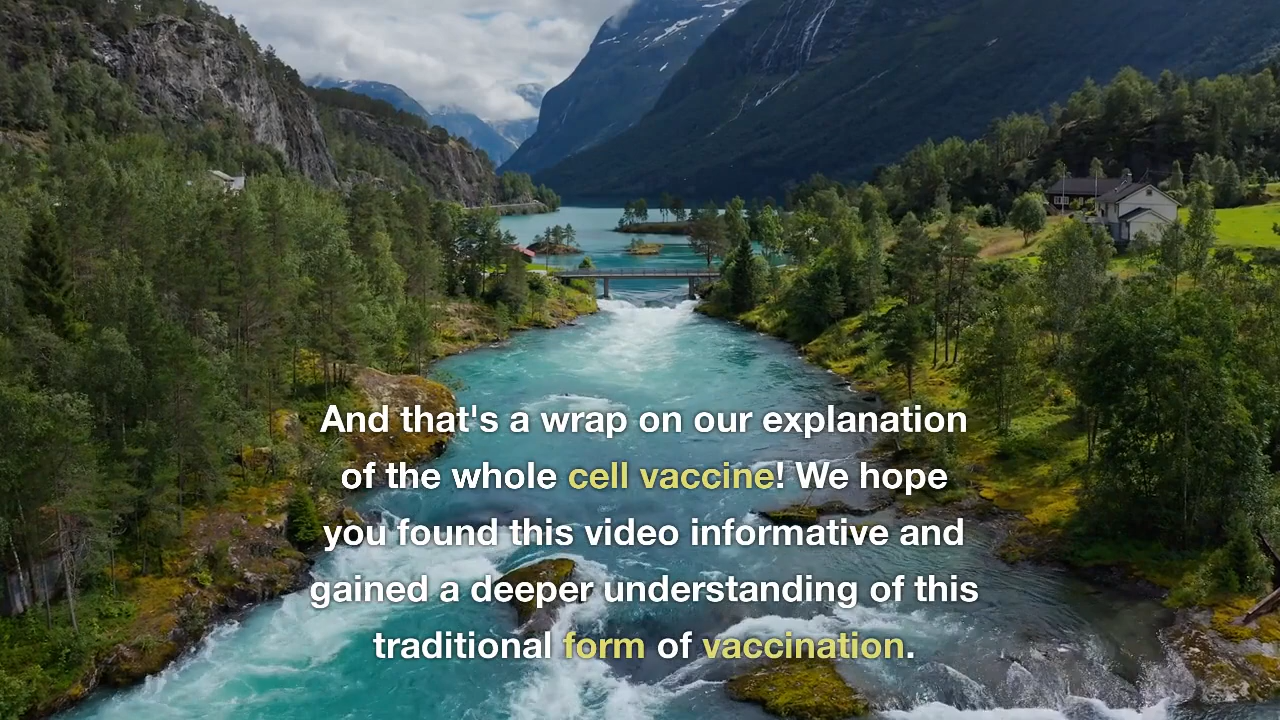 And that's a wrap on our explanation
of the whole cell vaccine! We hope
you found this video informative and
gained a deeper understanding of this
traditional form of vaccination.